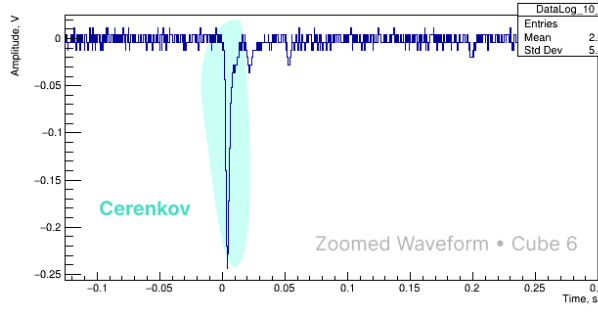 DataLog_10_
Entries
Mean 2.
Std Dev 5.
Amplitude, V
0
−0.05
−0.1
−0.15
−0.2
−0.25
Cerenkov
Zoomed Waveform • Cube 6
−0.1 −0.05 0 0.05 0.1 0.15 0.2 0.25 0.
Time, s